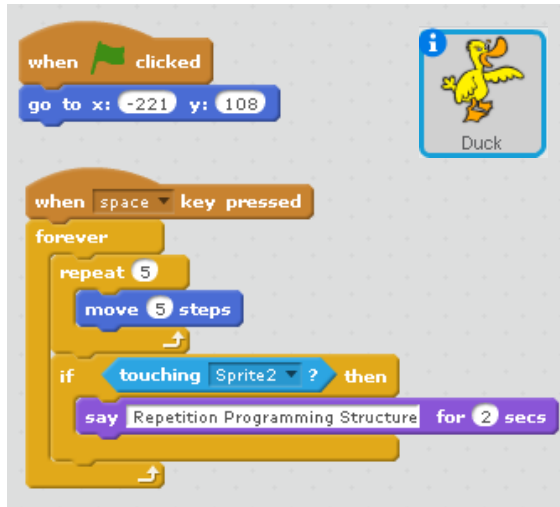 when clicked
go to x: -221 y: 108
i
Duck
when space key pressed
forever
repeat 5
move 5 steps
if touching Sprite2 ? then
say Repetition Programming Structure for 2 secs